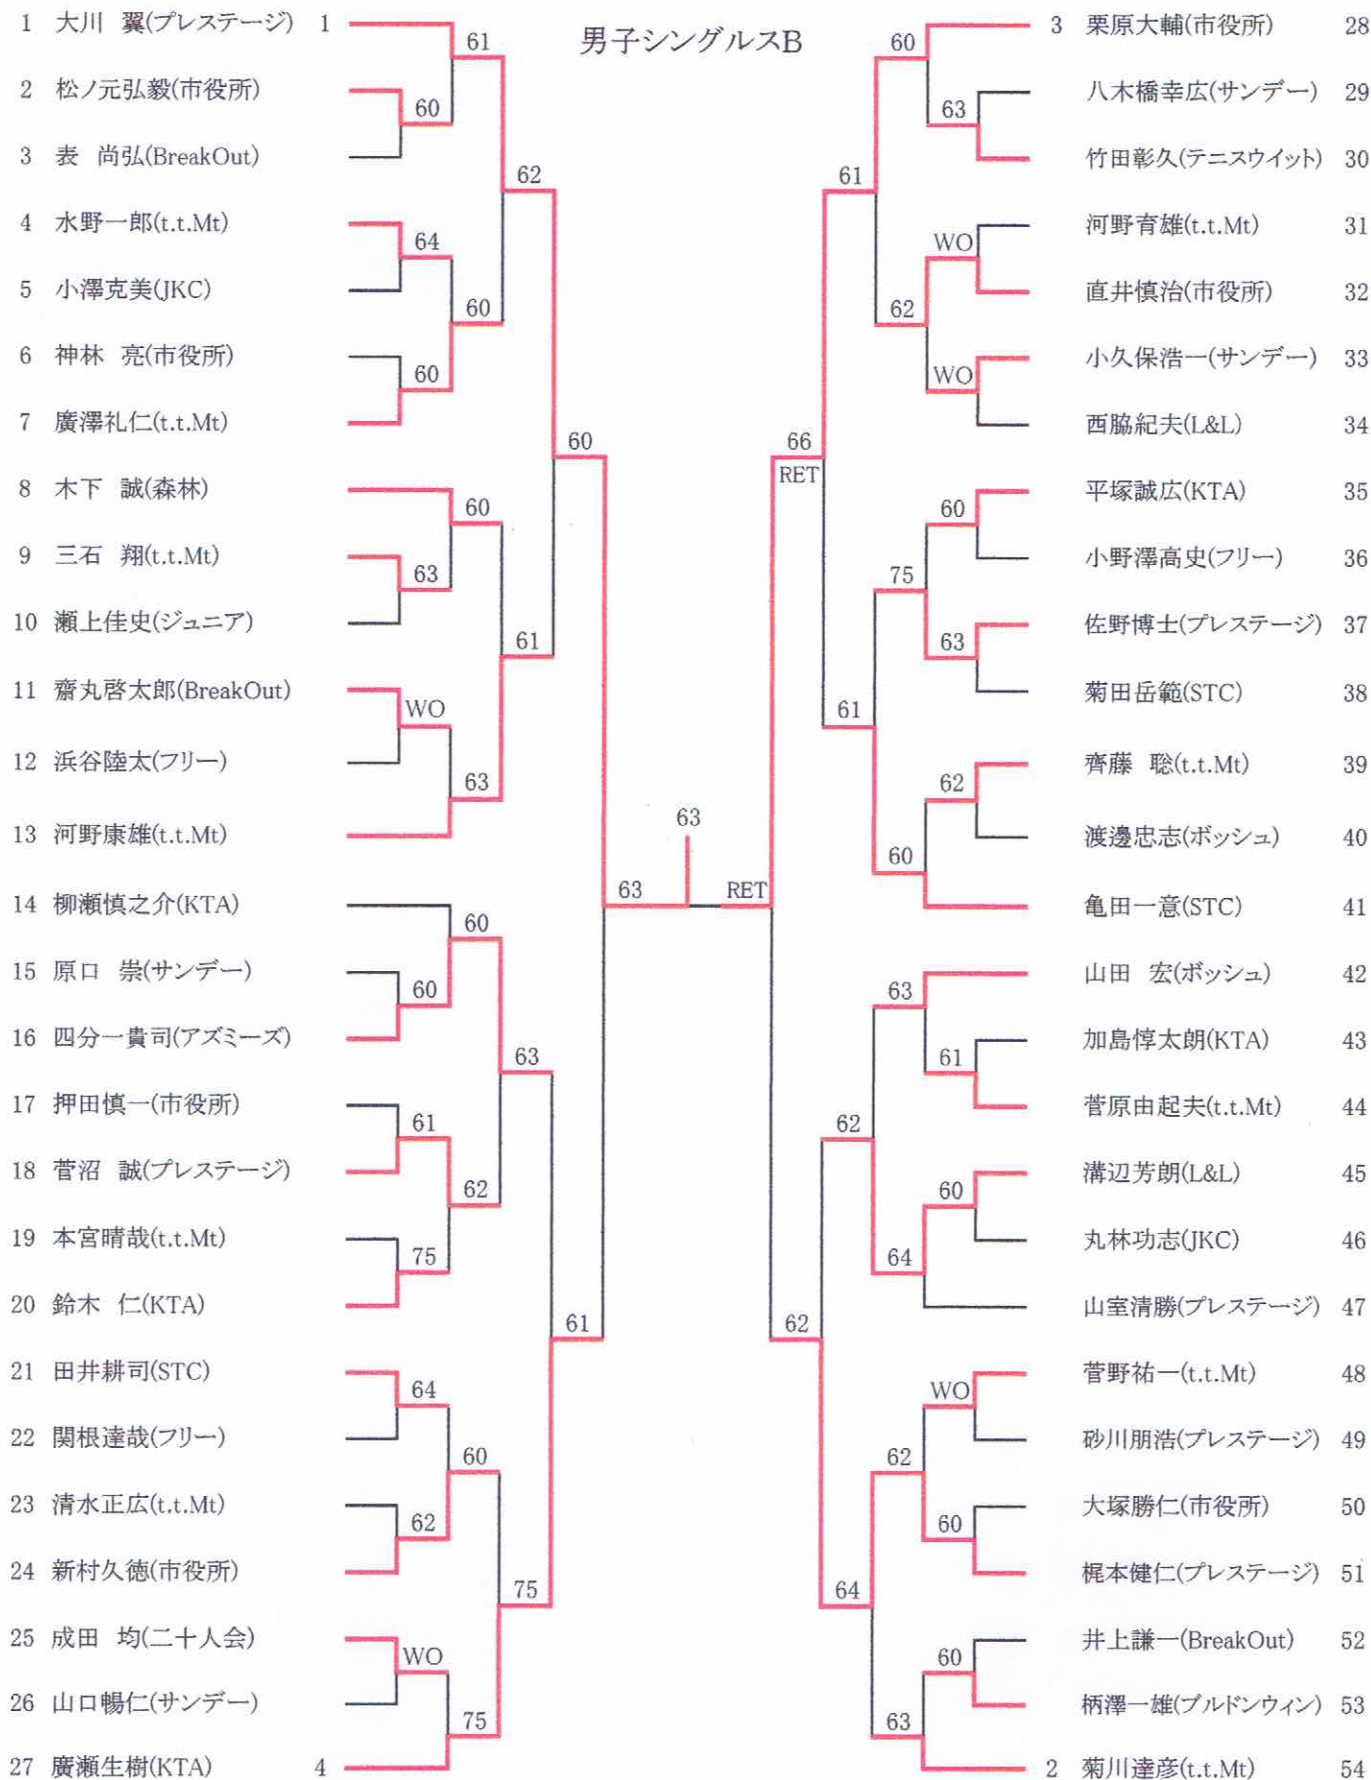 男子シングルスB
1 大川 翼(プレステージ) 1
2 松ノ元弘毅(市役所)
3 表 尚弘(BreakOut)
4 水野一郎(t.t.Mt)
5 小澤克美(JKC)
6 神林 亮(市役所)
7 廣澤礼仁(t.t.Mt)
8 木下 誠(森林)
9 三石 翔(t.t.Mt)
10 瀬上佳史(ジュニア)
11 齋丸啓太郎(BreakOut)
12 浜谷陸太(フリー)
13 河野康雄(t.t.Mt)
14 柳瀬慎之介(KTA)
15 原口 崇(サンデー)
16 四分一貴司(アズミーズ)
17 押田慎一(市役所)
18 菅沼 誠(プレステージ)
19 本宮晴哉(t.t.Mt)
20 鈴木 仁(KTA)
21 田井耕司(STC)
22 関根達哉(フリー)
23 清水正広(t.t.Mt)
24 新村久徳(市役所)
25 成田 均(二十人会)
26 山口暢仁(サンデー)
27 廣瀬生樹(KTA) 4
61
60
62
64
60
60
60
60
63
61
WO
63
60
60
63
61
62
75
61
64
60
62
75
WO
75
63
63
RET
3 栗原大輔(市役所) 28
八木橋幸広(サンデー) 29
竹田彰久(テニスウイット) 30
河野育雄(t.t.Mt) 31
直井慎治(市役所) 32
小久保浩一(サンデー) 33
西脇紀夫(L&L) 34
平塚誠広(KTA) 35
小野澤高史(フリー) 36
佐野博士(プレステージ) 37
菊田岳範(STC) 38
齊藤 聡(t.t.Mt) 39
渡邊忠志(ボッシュ) 40
亀田一意(STC) 41
山田 宏(ボッシュ) 42
加島惇太朗(KTA) 43
菅原由起夫(t.t.Mt) 44
溝辺芳朗(L&L) 45
丸林功志(JKC) 46
山室清勝(プレステージ) 47
菅野祐一(t.t.Mt) 48
砂川朋浩(プレステージ) 49
大塚勝仁(市役所) 50
梶本健仁(プレステージ) 51
井上謙一(BreakOut) 52
柄澤一雄(ブルドンウィン) 53
2 菊川達彦(t.t.Mt) 54
60
63
61
WO
62
WO
66
RET
60
75
63
61
62
60
63
61
62
60
64
62
WO
62
60
64
60
63